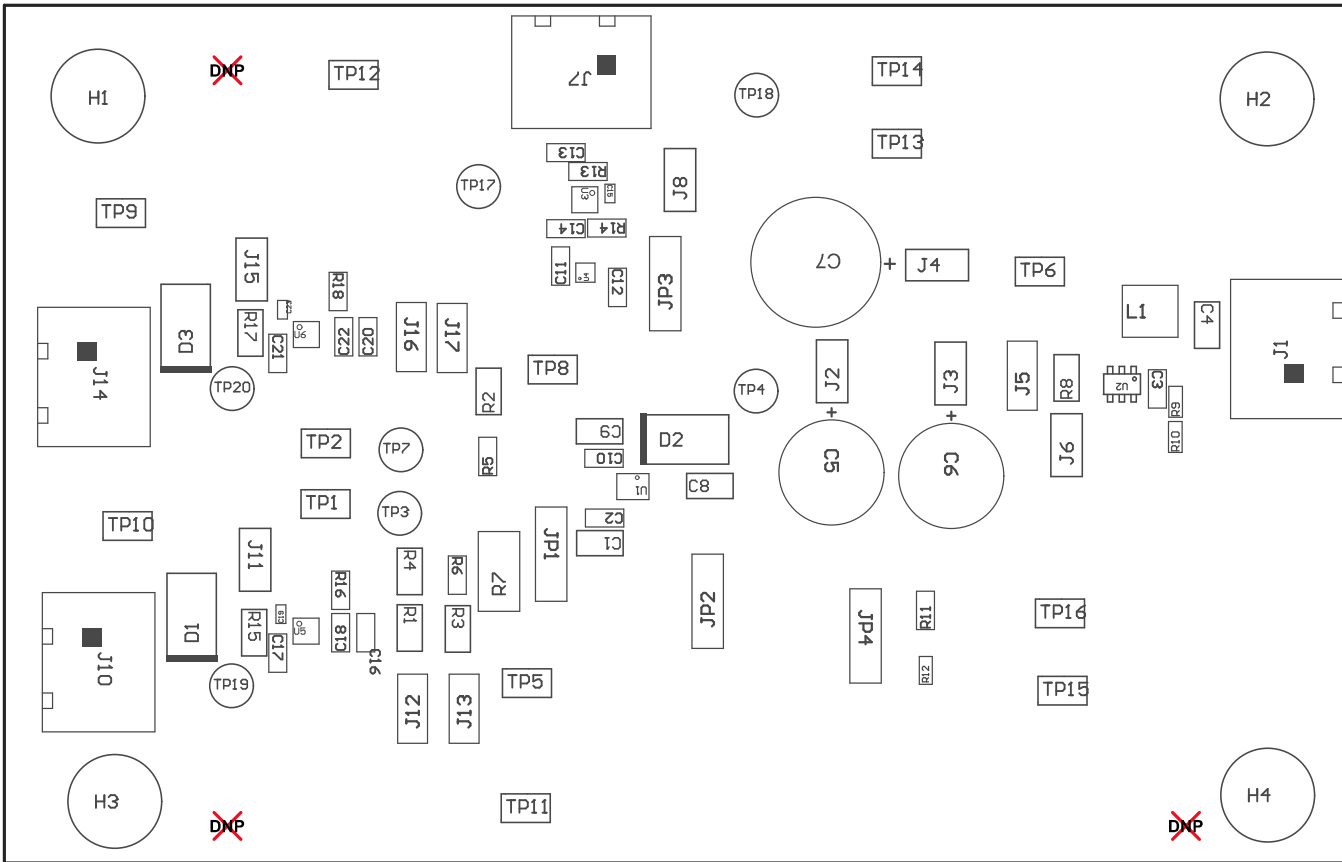 J7
DNP
TP12
TP14
TP18
H1
H2
TP13
C13
R13
TP17
U3
C15
J8
TP9
C14
R14
J15
C11
U4
C12
JP3
C7
+
J4
TP6
R18
C23
L1
C4
D3
R17
U6
C21
C22
C20
J16
J17
J14
TP20
R2
TP8
TP4
J2
J3
J5
R8
U2
C3
R9
J1
+
+
TP2
TP7
R5
C9
C10
D2
C5
C6
J6
R10
U1
C8
TP1
TP3
TP10
C2
C1
JP1
J11
R4
R6
R7
JP2
D1
R16
R15
C19
U5
C17
C18
C16
R1
R3
JP4
R11
TP16
J10
TP19
TP5
R12
TP15
J12
J13
H3
H4
TP11
DNP
DNP